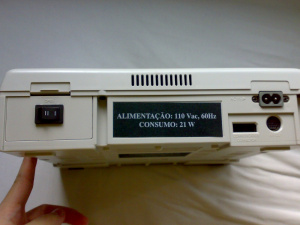 ALIMENTAÇÃO: 110 Vac, 60Hz
CONSUMO: 21 W